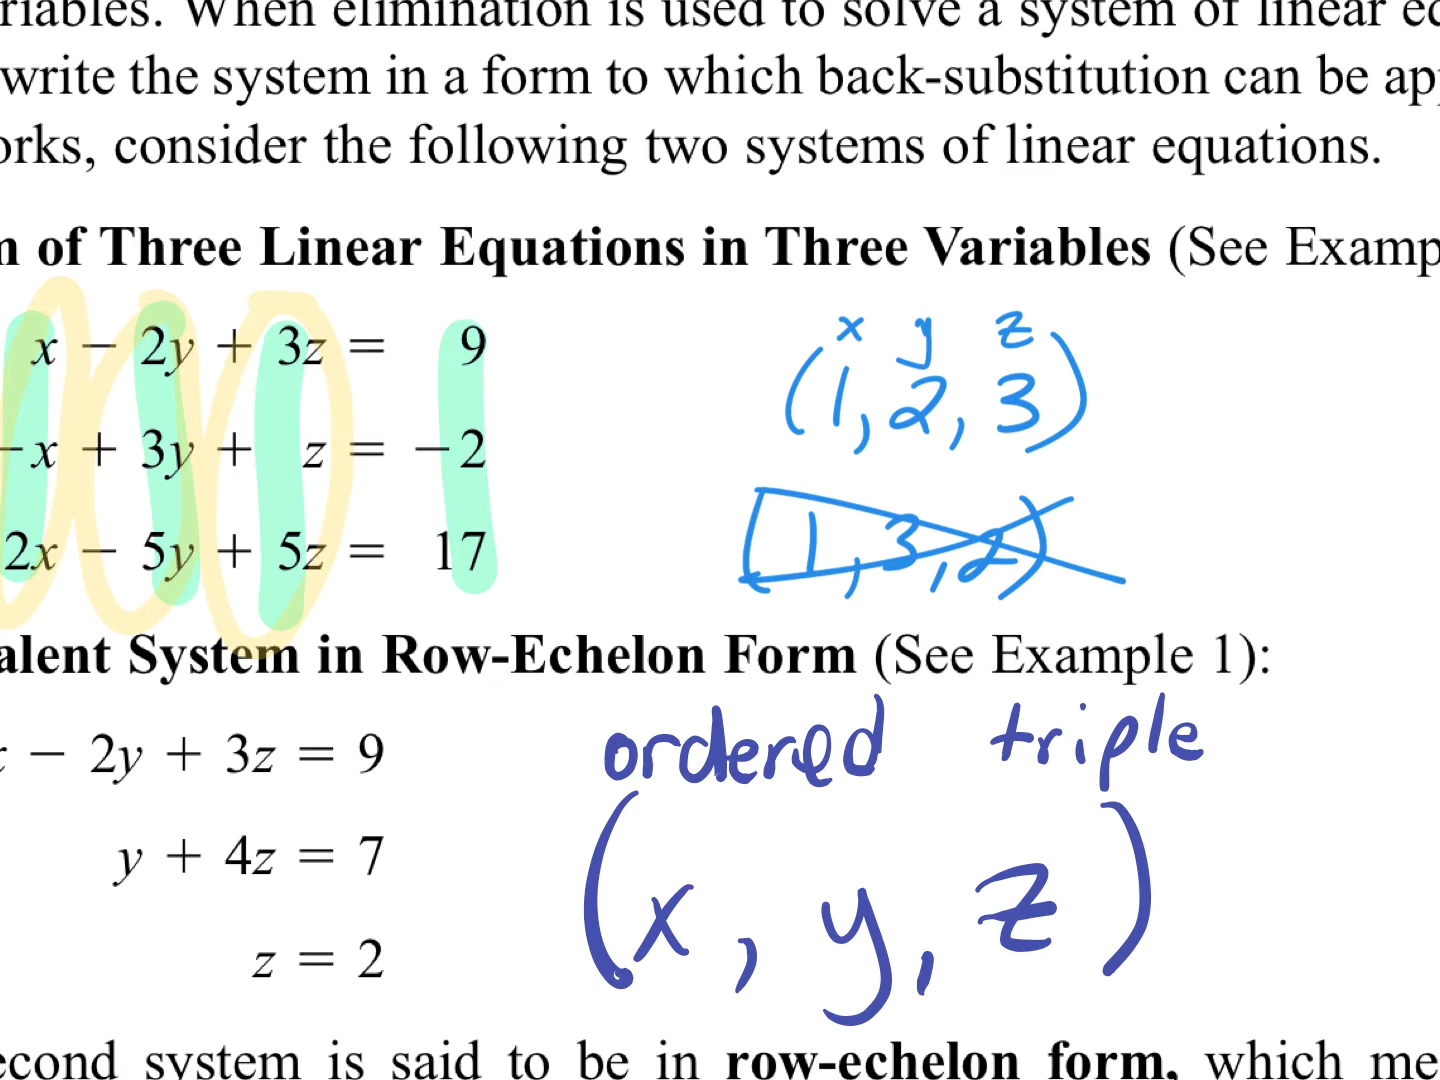 riables. When elimination is used to solve a system of linear
write the system in a form to which back-substitution can be
orks, consider the following two systems of linear equations.
of Three Linear Equations in Three Variables (See Examp
x − 2y + 3z = 9
−x + 3y + z = −2
2x − 5y + 5z = 17
x y z
(1, 2, 3)
(1, 3, 2)
alent System in Row-Echelon Form (See Example 1):
− 2y + 3z = 9
y + 4z = 7
z = 2
ordered triple
(x, y, z)
econd system is said to be in row-echelon form, which me